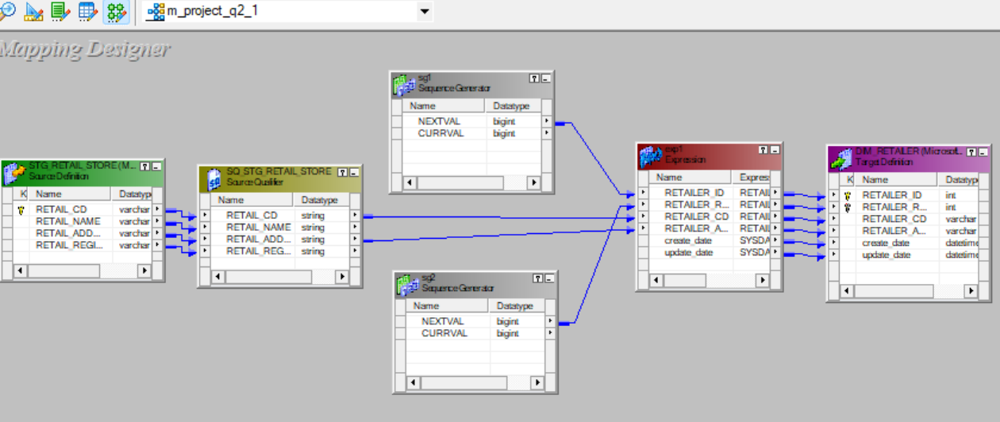 m_project_q2_1
Mapping Designer
sg1
Sequence Generator
Name Datatype
NEXTVAL bigint
CURRVAL bigint
STG_RETAIL_STORE (M...
Source Definition
K Name Datatyp
RETAIL_CD varchar
RETAIL_NAME varchar
RETAIL_ADD... varchar
RETAIL_REGI... varchar
SQ_STG_RETAIL_STORE
Source Qualifier
Name Datatype
RETAIL_CD string
RETAIL_NAME string
RETAIL_ADD... string
RETAIL_REG... string
sg2
Sequence Generator
Name Datatype
NEXTVAL bigint
CURRVAL bigint
exp1
Expression
Name Expres
RETAILER_ID RETAIL
RETAILER_R... RETAIL
RETAILER_CD RETAIL
RETAILER_A... RETAIL
create_date SYSDA
update_date SYSDA
DIM_RETAILER (Microsoft...
Target Definition
K Name Datatyp
RETAILER_ID int
RETAILER_R... int
RETAILER_CD varchar
RETAILER_A... varchar
create_date datetime
update_date datetime